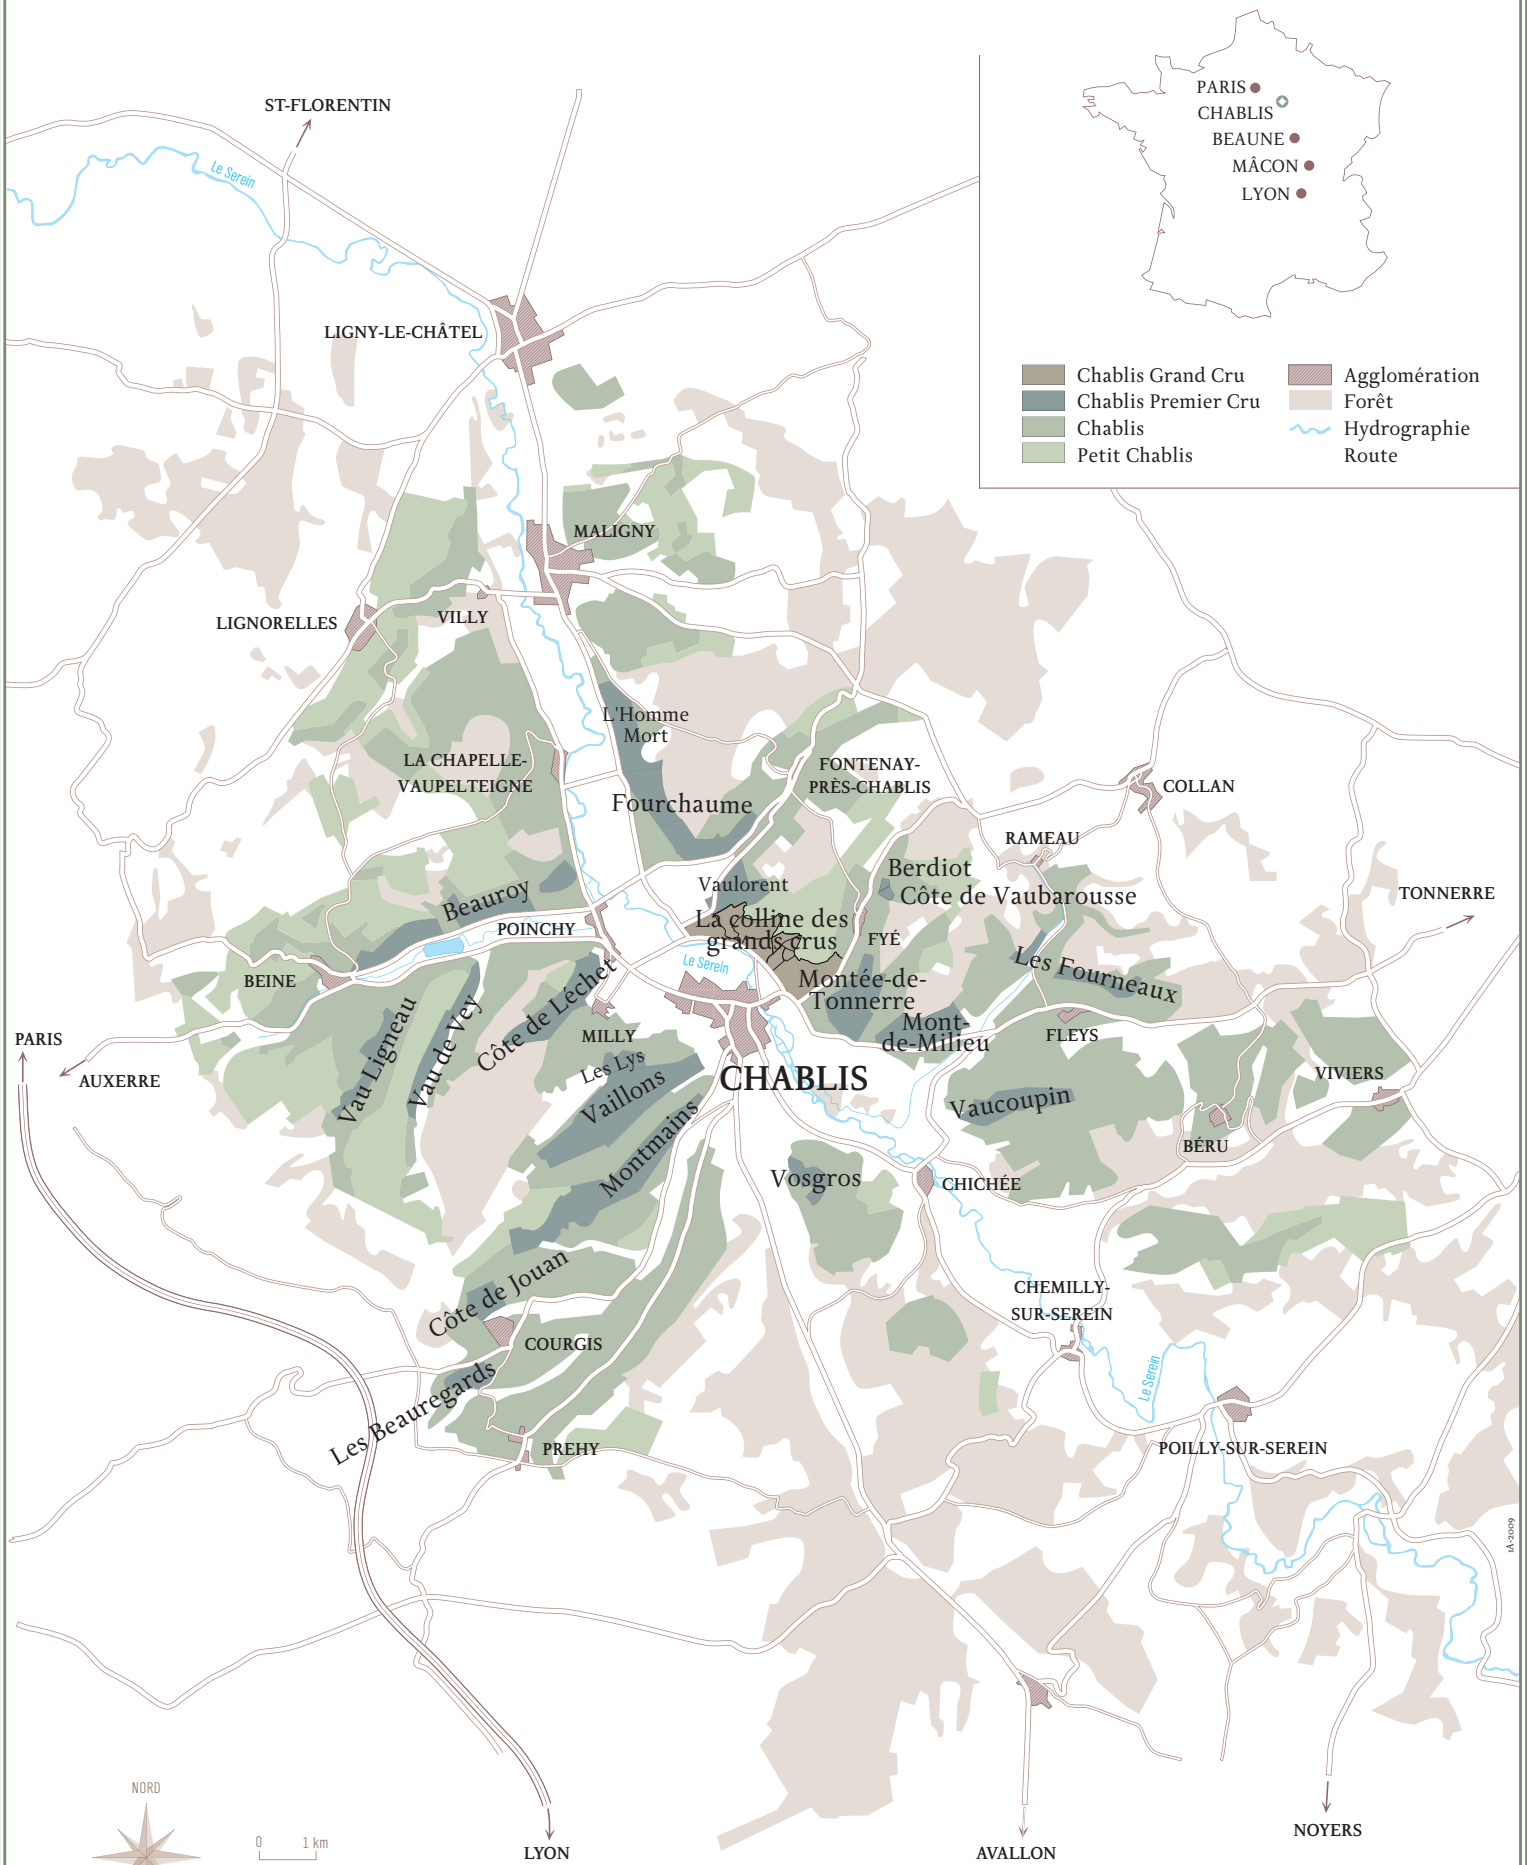 PARIS
CHABLIS
BEAUNE
MÂCON
LYON
Chablis Grand Cru
Chablis Premier Cru
Chablis
Petit Chablis
Agglomération
Forêt
Hydrographie
Route
ST-FLORENTIN
Le Serein
LIGNY-LE-CHÂTEL
MALIGNY
LIGNORELLES
VILLY
L'Homme
Mort
LA CHAPELLE-
VAUPELTEIGNE
FONTENAY-
PRÈS-CHABLIS
COLLAN
Fourchaume
RAMEAU
Berdiot
Côte de Vaubarousse
TONNERRE
Vaulorent
Beauroy
La colline des
grands crus
POINCHY
FYÉ
Le Serein
Les Fourneaux
BEINE
Côte de Léchet
Montée-de-
Tonnerre
Vau Ligneau
Vau de Vey
Mont-
de-Milieu
MILLY
FLEYS
PARIS
AUXERRE
Les Lys
Vaillons
CHABLIS
VIVIERS
Vaucoupin
Montmains
BÉRU
Vosgros
CHICHÉE
Côte de Jouan
CHEMILLY-
SUR-SEREIN
COURGIS
Le Serein
Les Beauregards
PREHY
POILLY-SUR-SEREIN
1A-2009
NORD
0 1 km
LYON
AVALLON
NOYERS